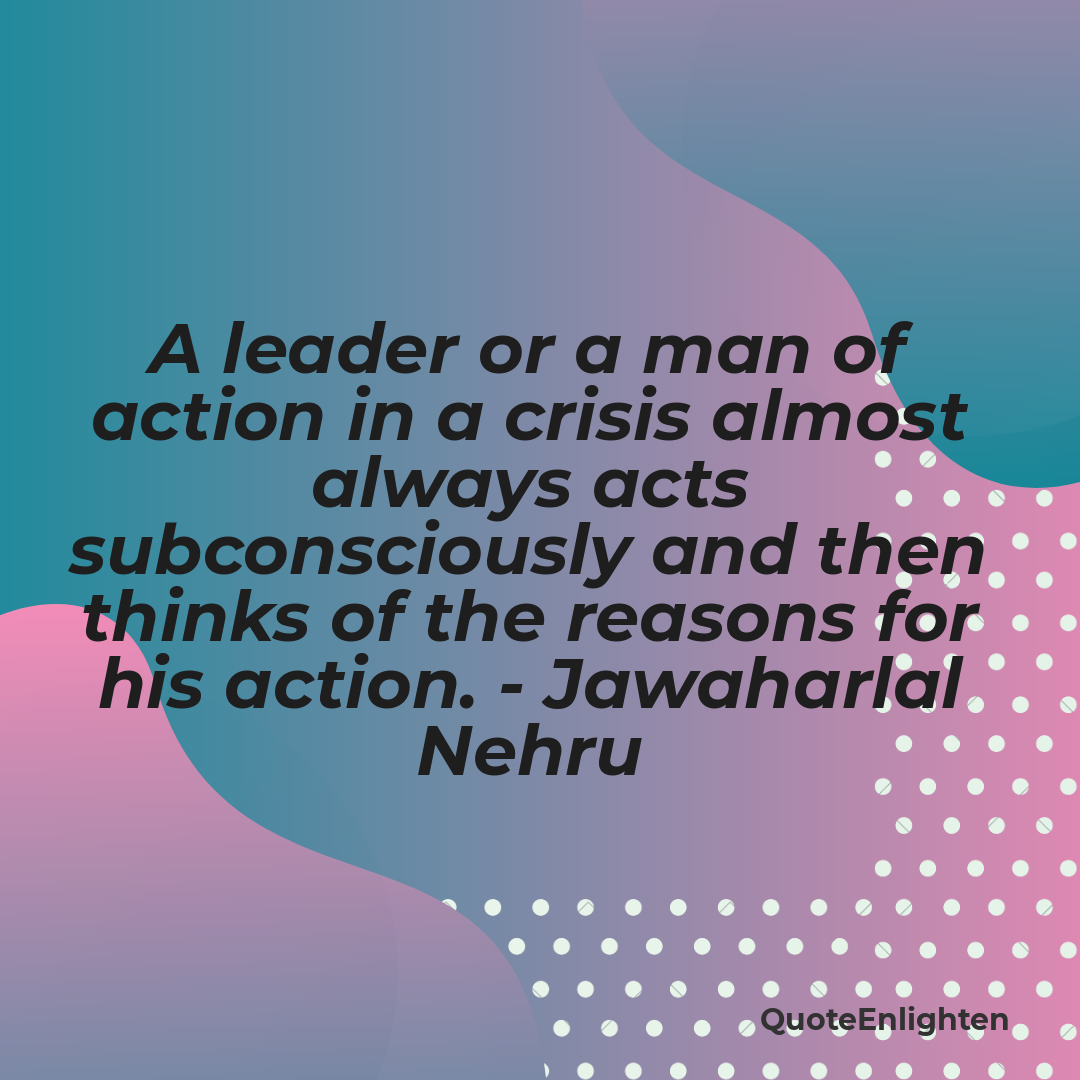 A leader or a man of
action in a crisis almost
always acts
subconsciously and then
thinks of the reasons for
his action. - Jawaharlal
Nehru
QuoteEnlighten